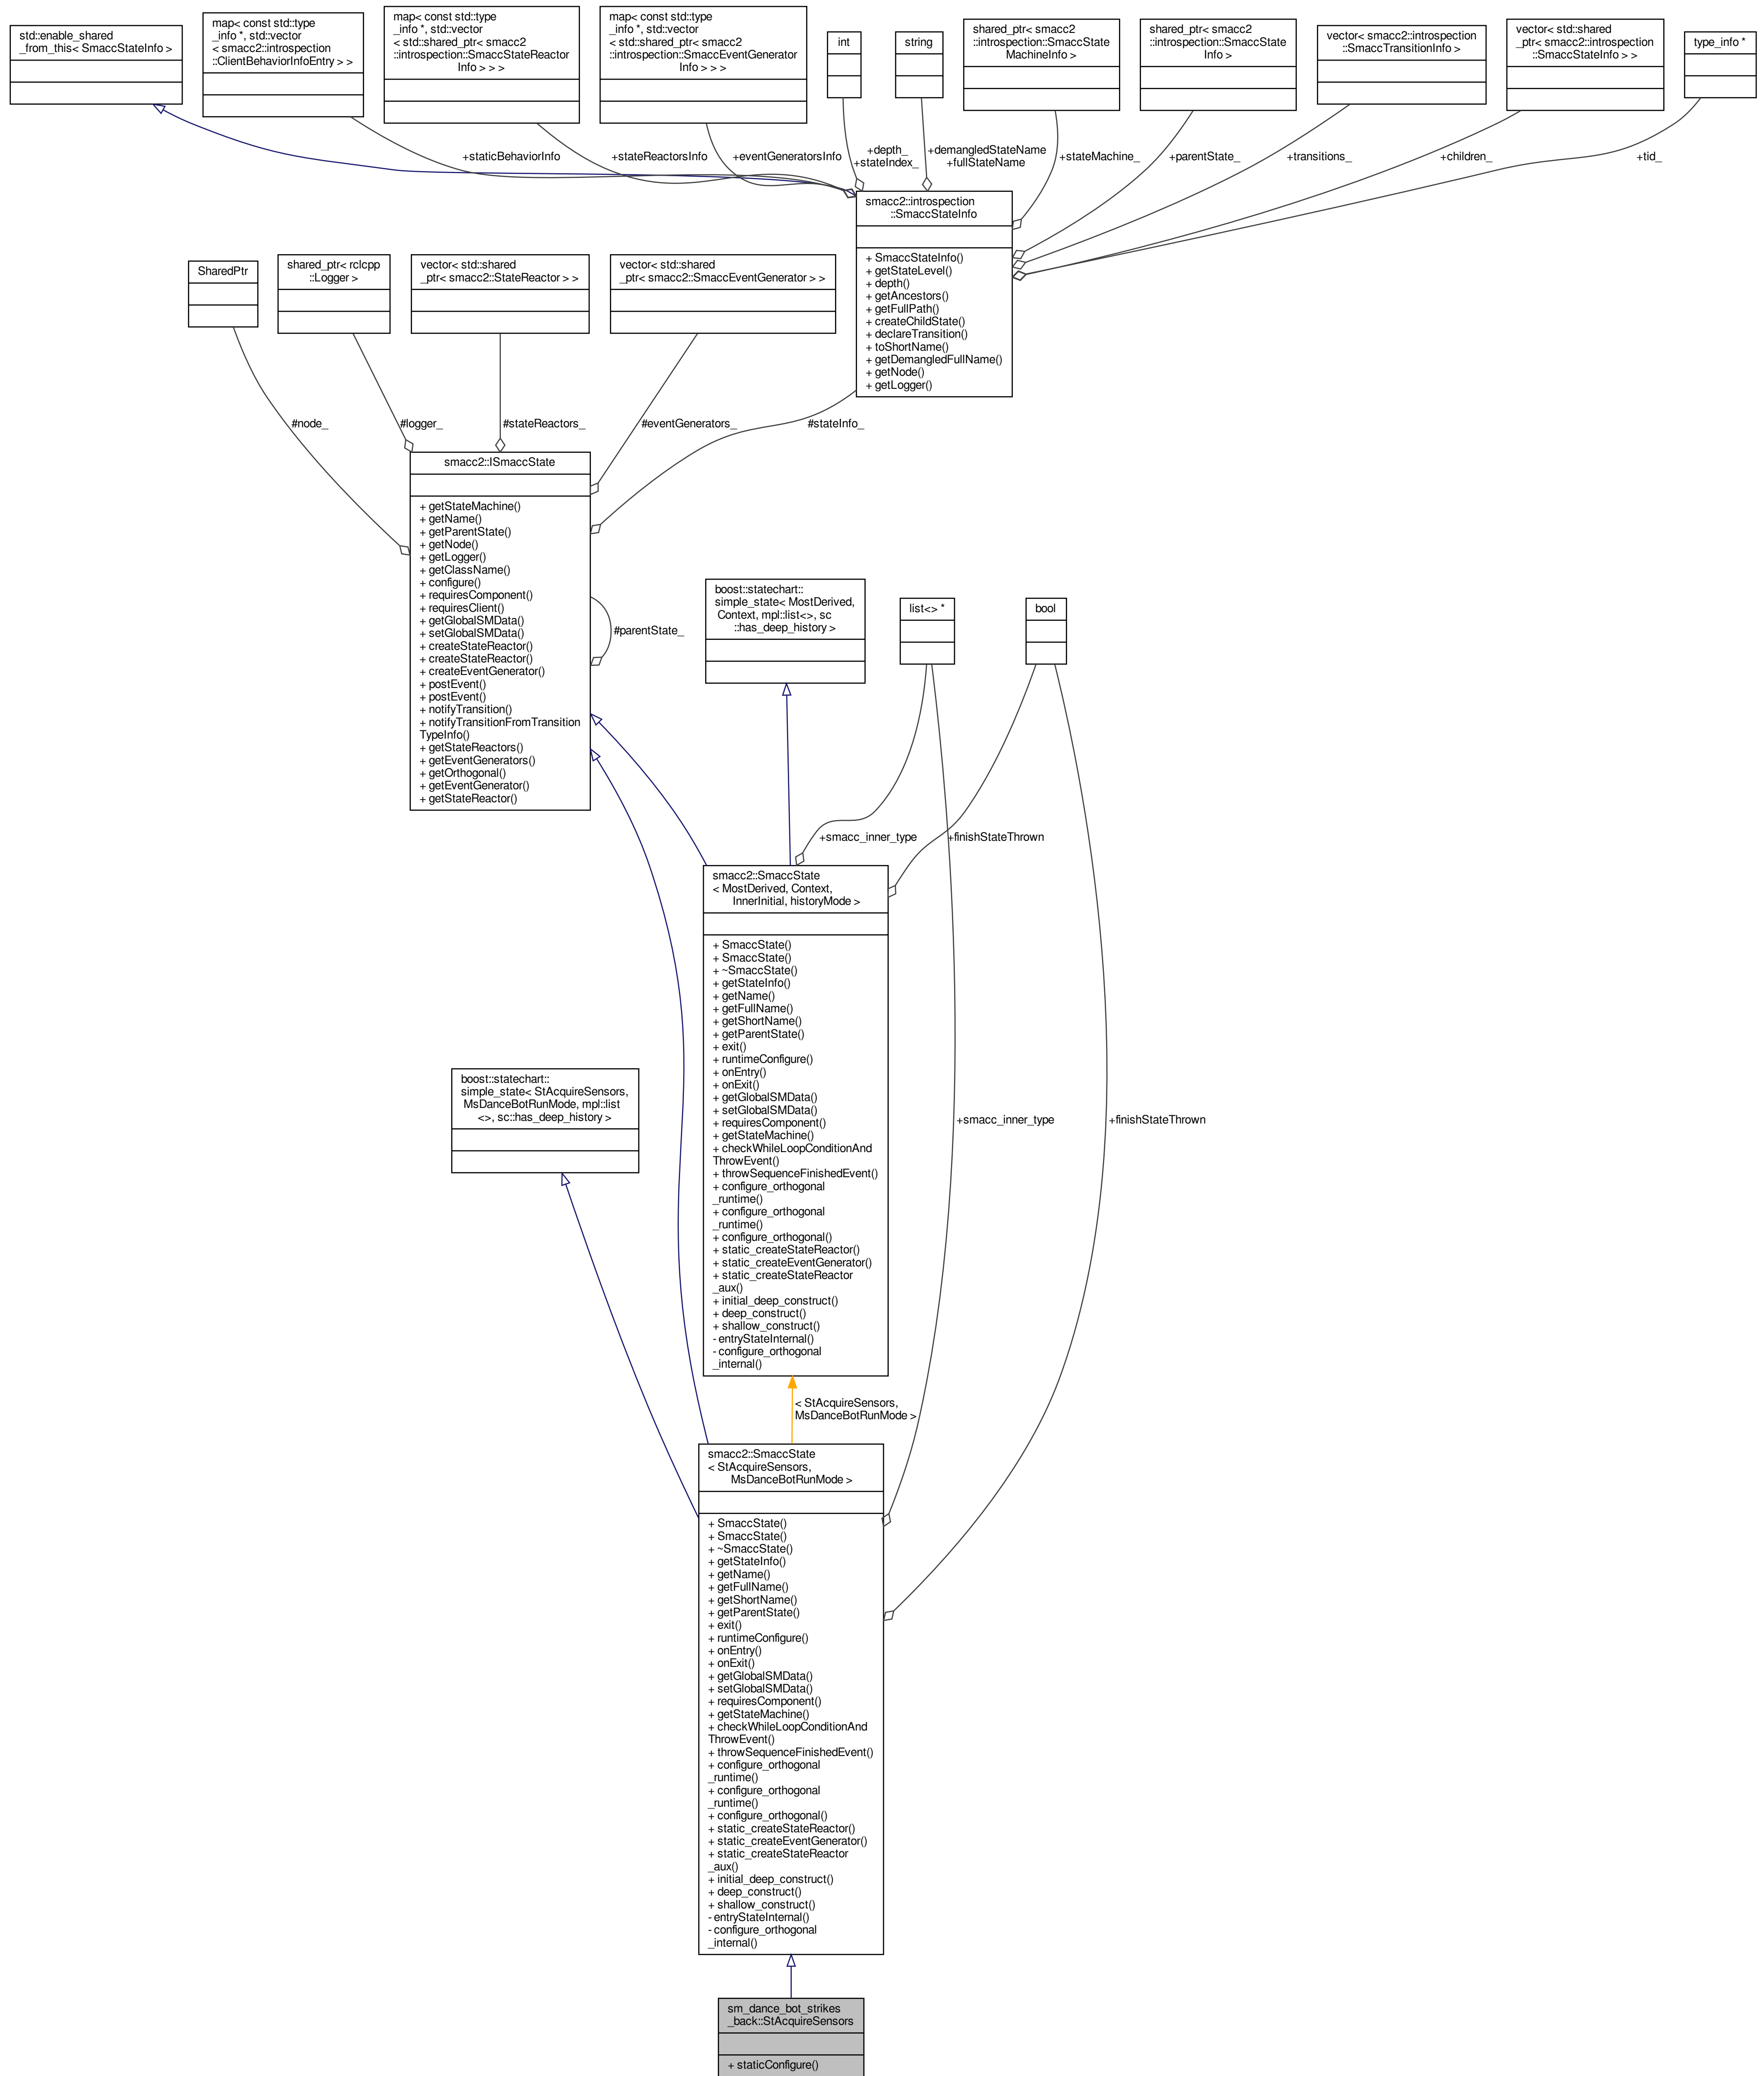 std::enable_shared
_from_this< SmaccStateInfo >
map< const std::type
_info *, std::vector
< smacc2::introspection
::ClientBehaviorInfoEntry > >
map< const std::type
_info *, std::vector
< std::shared_ptr< smacc2
::introspection::SmaccStateReactor
Info > > >
map< const std::type
_info *, std::vector
< std::shared_ptr< smacc2
::introspection::SmaccEventGenerator
Info > > >
int
string
shared_ptr< smacc2
::introspection::SmaccState
MachineInfo >
shared_ptr< smacc2
::introspection::SmaccState
Info >
vector< smacc2::introspection
::SmaccTransitionInfo >
vector< std::shared
_ptr< smacc2::introspection
::SmaccStateInfo > >
type_info *
+staticBehaviorInfo
+stateReactorsInfo
+eventGeneratorsInfo
+depth_
+stateIndex_
+demangledStateName
+fullStateName
+stateMachine_
+parentState_
+transitions_
+children_
+tid_
smacc2::introspection
::SmaccStateInfo
+ SmaccStateInfo()
+ getStateLevel()
+ depth()
+ getAncestors()
+ getFullPath()
+ createChildState()
+ declareTransition()
+ toShortName()
+ getDemangledFullName()
+ getNode()
+ getLogger()
SharedPtr
shared_ptr< rclcpp
::Logger >
vector< std::shared
_ptr< smacc2::StateReactor > >
vector< std::shared
_ptr< smacc2::SmaccEventGenerator > >
#node_
#logger_
#stateReactors_
#eventGenerators_
#stateInfo_
smacc2::ISmaccState
+ getStateMachine()
+ getName()
+ getParentState()
+ getNode()
+ getLogger()
+ getClassName()
+ configure()
+ requiresComponent()
+ requiresClient()
+ getGlobalSMData()
+ setGlobalSMData()
+ createStateReactor()
+ createStateReactor()
+ createEventGenerator()
+ postEvent()
+ postEvent()
+ notifyTransition()
+ notifyTransitionFromTransition
TypeInfo()
+ getStateReactors()
+ getEventGenerators()
+ getOrthogonal()
+ getEventGenerator()
+ getStateReactor()
#parentState_
boost::statechart::
simple_state< MostDerived,
Context, mpl::list<>, sc
::has_deep_history >
list<> *
bool
+smacc_inner_type
+finishStateThrown
smacc2::SmaccState
< MostDerived, Context,
InnerInitial, historyMode >
+ SmaccState()
+ SmaccState()
+ ~SmaccState()
+ getStateInfo()
+ getName()
+ getFullName()
+ getShortName()
+ getParentState()
+ exit()
+ runtimeConfigure()
+ onEntry()
+ onExit()
+ getGlobalSMData()
+ setGlobalSMData()
+ requiresComponent()
+ getStateMachine()
+ checkWhileLoopConditionAnd
ThrowEvent()
+ throwSequenceFinishedEvent()
+ configure_orthogonal
_runtime()
+ configure_orthogonal
_runtime()
+ configure_orthogonal()
+ static_createStateReactor()
+ static_createEventGenerator()
+ static_createStateReactor
_aux()
+ initial_deep_construct()
+ deep_construct()
+ shallow_construct()
- entryStateInternal()
- configure_orthogonal
_internal()
boost::statechart::
simple_state< StAcquireSensors,
MsDanceBotRunMode, mpl::list
<>, sc::has_deep_history >
+smacc_inner_type
+finishStateThrown
< StAcquireSensors,
MsDanceBotRunMode >
smacc2::SmaccState
< StAcquireSensors,
MsDanceBotRunMode >
+ SmaccState()
+ SmaccState()
+ ~SmaccState()
+ getStateInfo()
+ getName()
+ getFullName()
+ getShortName()
+ getParentState()
+ exit()
+ runtimeConfigure()
+ onEntry()
+ onExit()
+ getGlobalSMData()
+ setGlobalSMData()
+ requiresComponent()
+ getStateMachine()
+ checkWhileLoopConditionAnd
ThrowEvent()
+ throwSequenceFinishedEvent()
+ configure_orthogonal
_runtime()
+ configure_orthogonal
_runtime()
+ configure_orthogonal()
+ static_createStateReactor()
+ static_createEventGenerator()
+ static_createStateReactor
_aux()
+ initial_deep_construct()
+ deep_construct()
+ shallow_construct()
- entryStateInternal()
- configure_orthogonal
_internal()
sm_dance_bot_strikes
_back::StAcquireSensors
+ staticConfigure()